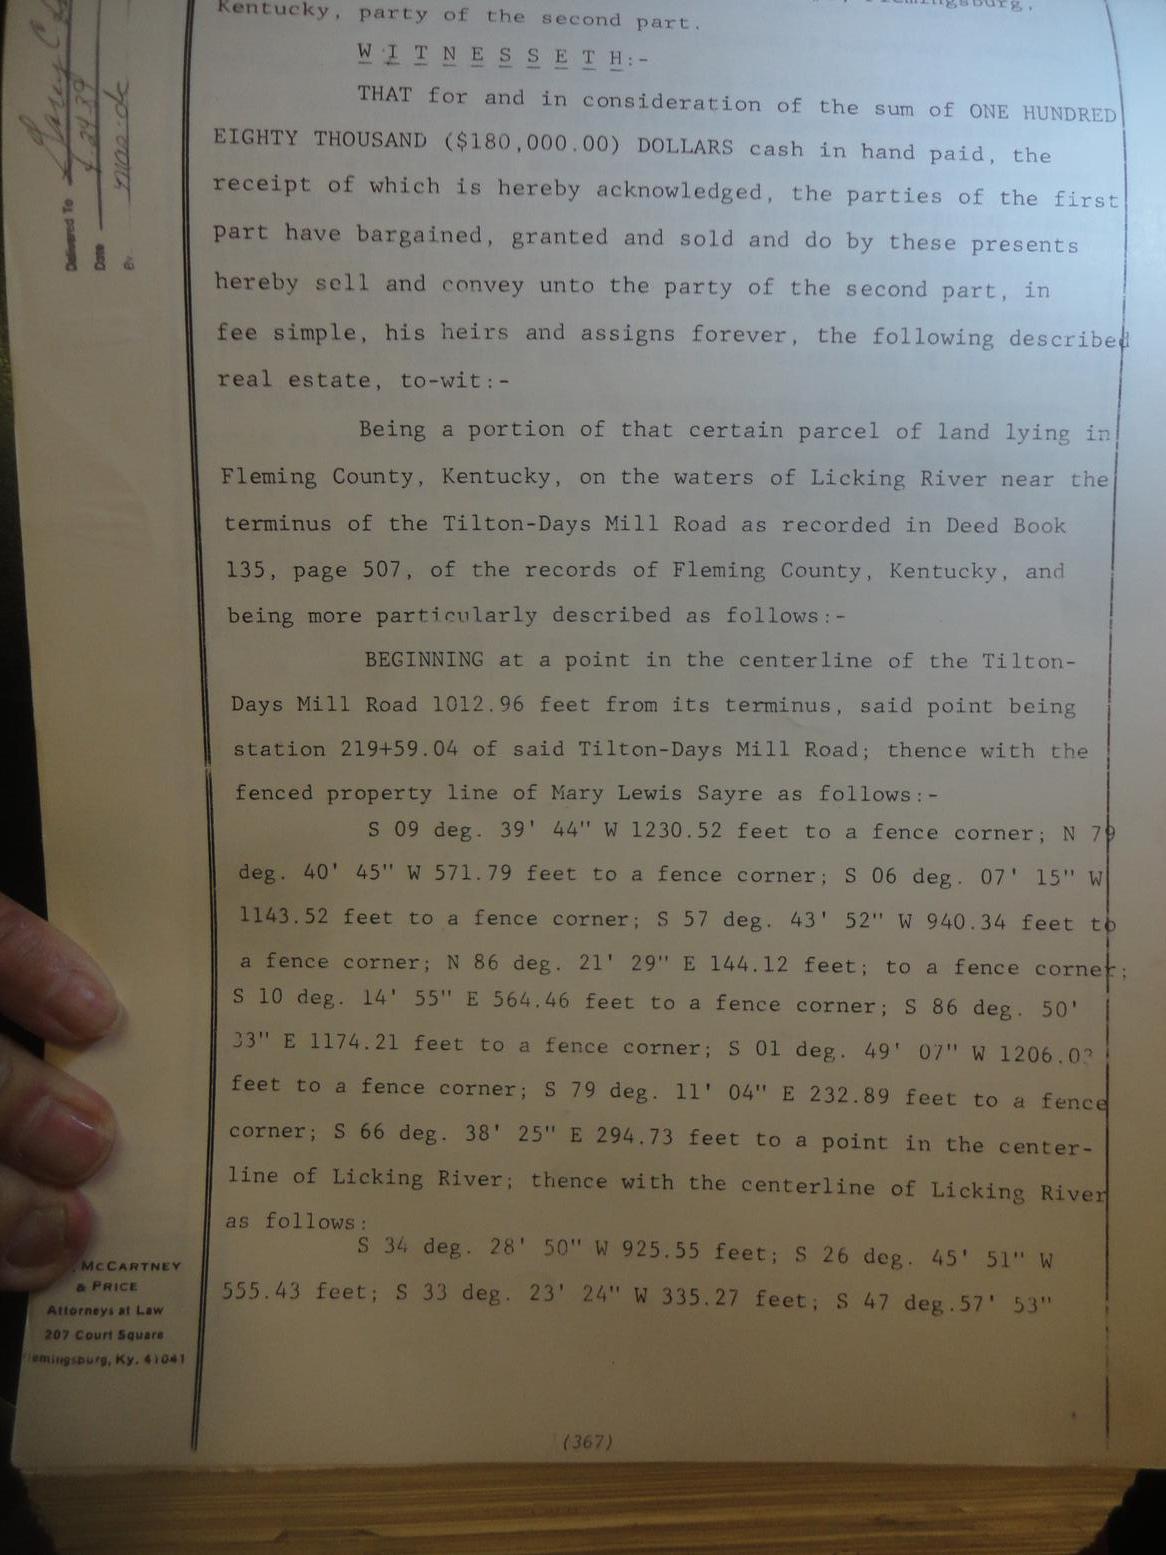 Kentucky, party of the second part.
W I T N E S S E T H:-
THAT for and in consideration of the sum of ONE HUNDRED
EIGHTY THOUSAND ($180,000.00) DOLLARS cash in hand paid, the
receipt of which is hereby acknowledged, the parties of the first
part have bargained, granted and sold and do by these presents
hereby sell and convey unto the party of the second part, in
fee simple, his heirs and assigns forever, the following described
real estate, to-wit:-
Being a portion of that certain parcel of land lying in
Fleming County, Kentucky, on the waters of Licking River near the
terminus of the Tilton-Days Mill Road as recorded in Deed Book
135, page 507, of the records of Fleming County, Kentucky, and
being more particularly described as follows:-
BEGINNING at a point in the centerline of the Tilton-
Days Mill Road 1012.96 feet from its terminus, said point being
station 219+59.04 of said Tilton-Days Mill Road; thence with the
fenced property line of Mary Lewis Sayre as follows:-
S 09 deg. 39' 44" W 1230.52 feet to a fence corner; N 79
deg. 40' 45" W 571.79 feet to a fence corner; S 06 deg. 07' 15" W
1143.52 feet to a fence corner; S 57 deg. 43' 52" W 940.34 feet to
a fence corner; N 86 deg. 21' 29" E 144.12 feet; to a fence corner;
S 10 deg. 14' 55" E 564.46 feet to a fence corner; S 86 deg. 50'
33" E 1174.21 feet to a fence corner; S 01 deg. 49' 07" W
feet to a fence corner; S 79 deg. 11' 04" E 232.89 feet to a fence
corner; S 66 deg. 38' 25" E 294.73 feet to a point in the center-
line of Licking River; thence with the centerline of Licking River
as follows:
S 34 deg. 28' 50" W 925.55 feet; S 26 deg. 45' 51" W
555.43 feet; S 33 deg. 23' 24" W 335.27 feet; S 47 deg.57' 53"
(367)
Delivered To
Date
By
McCARTNEY
& PRICE
Attorneys at Law
207 Court Square
Flemingsburg, Ky. 41041